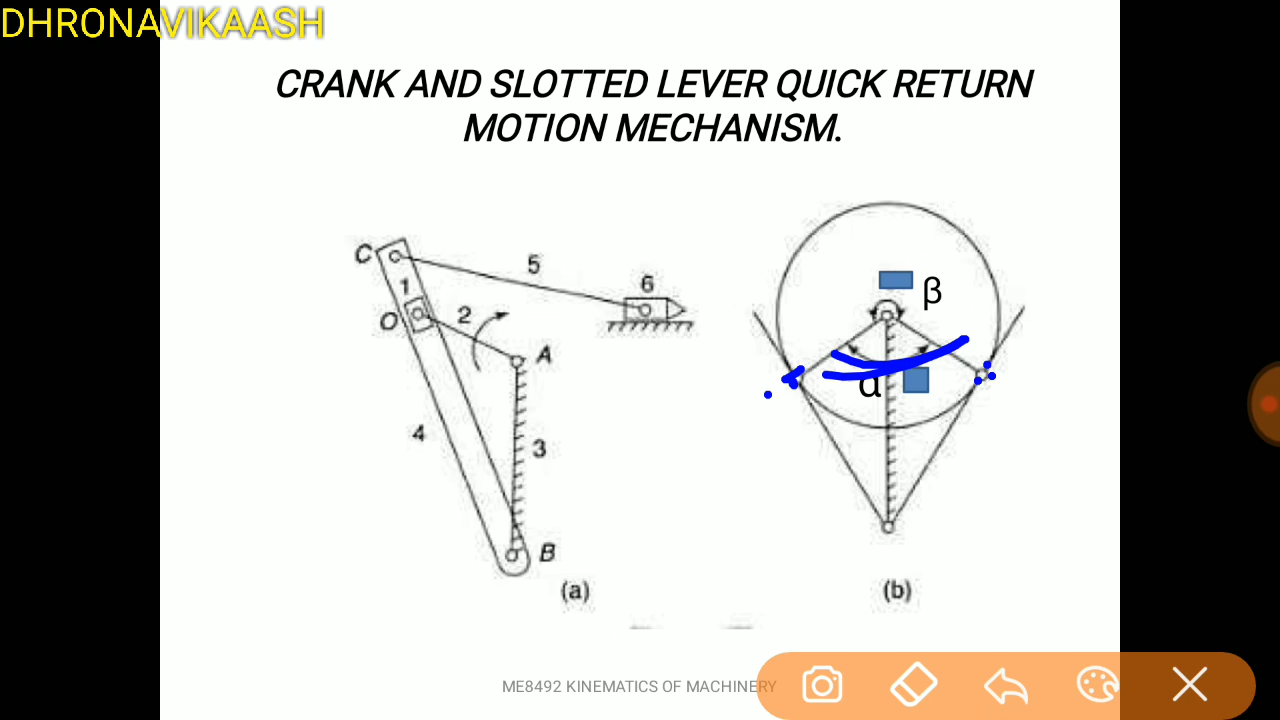 DHRONAVIKAASH
CRANK AND SLOTTED LEVER QUICK RETURN
MOTION MECHANISM.
C
5
6
1
O
2
A
4
3
B
(a)
β
α
(b)
ME8492 KINEMATICS OF MACHINERY